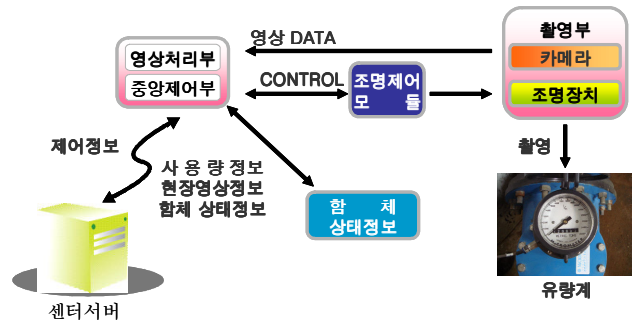 영상 DATA
촬영부
카메라
조명장치
영상처리부
중앙제어부
CONTROL
조명제어
모 듈
제어정보
사 용 량 정보
현장영상정보
함체 상태정보
함 체
상태정보
촬영
유량계
센터서버